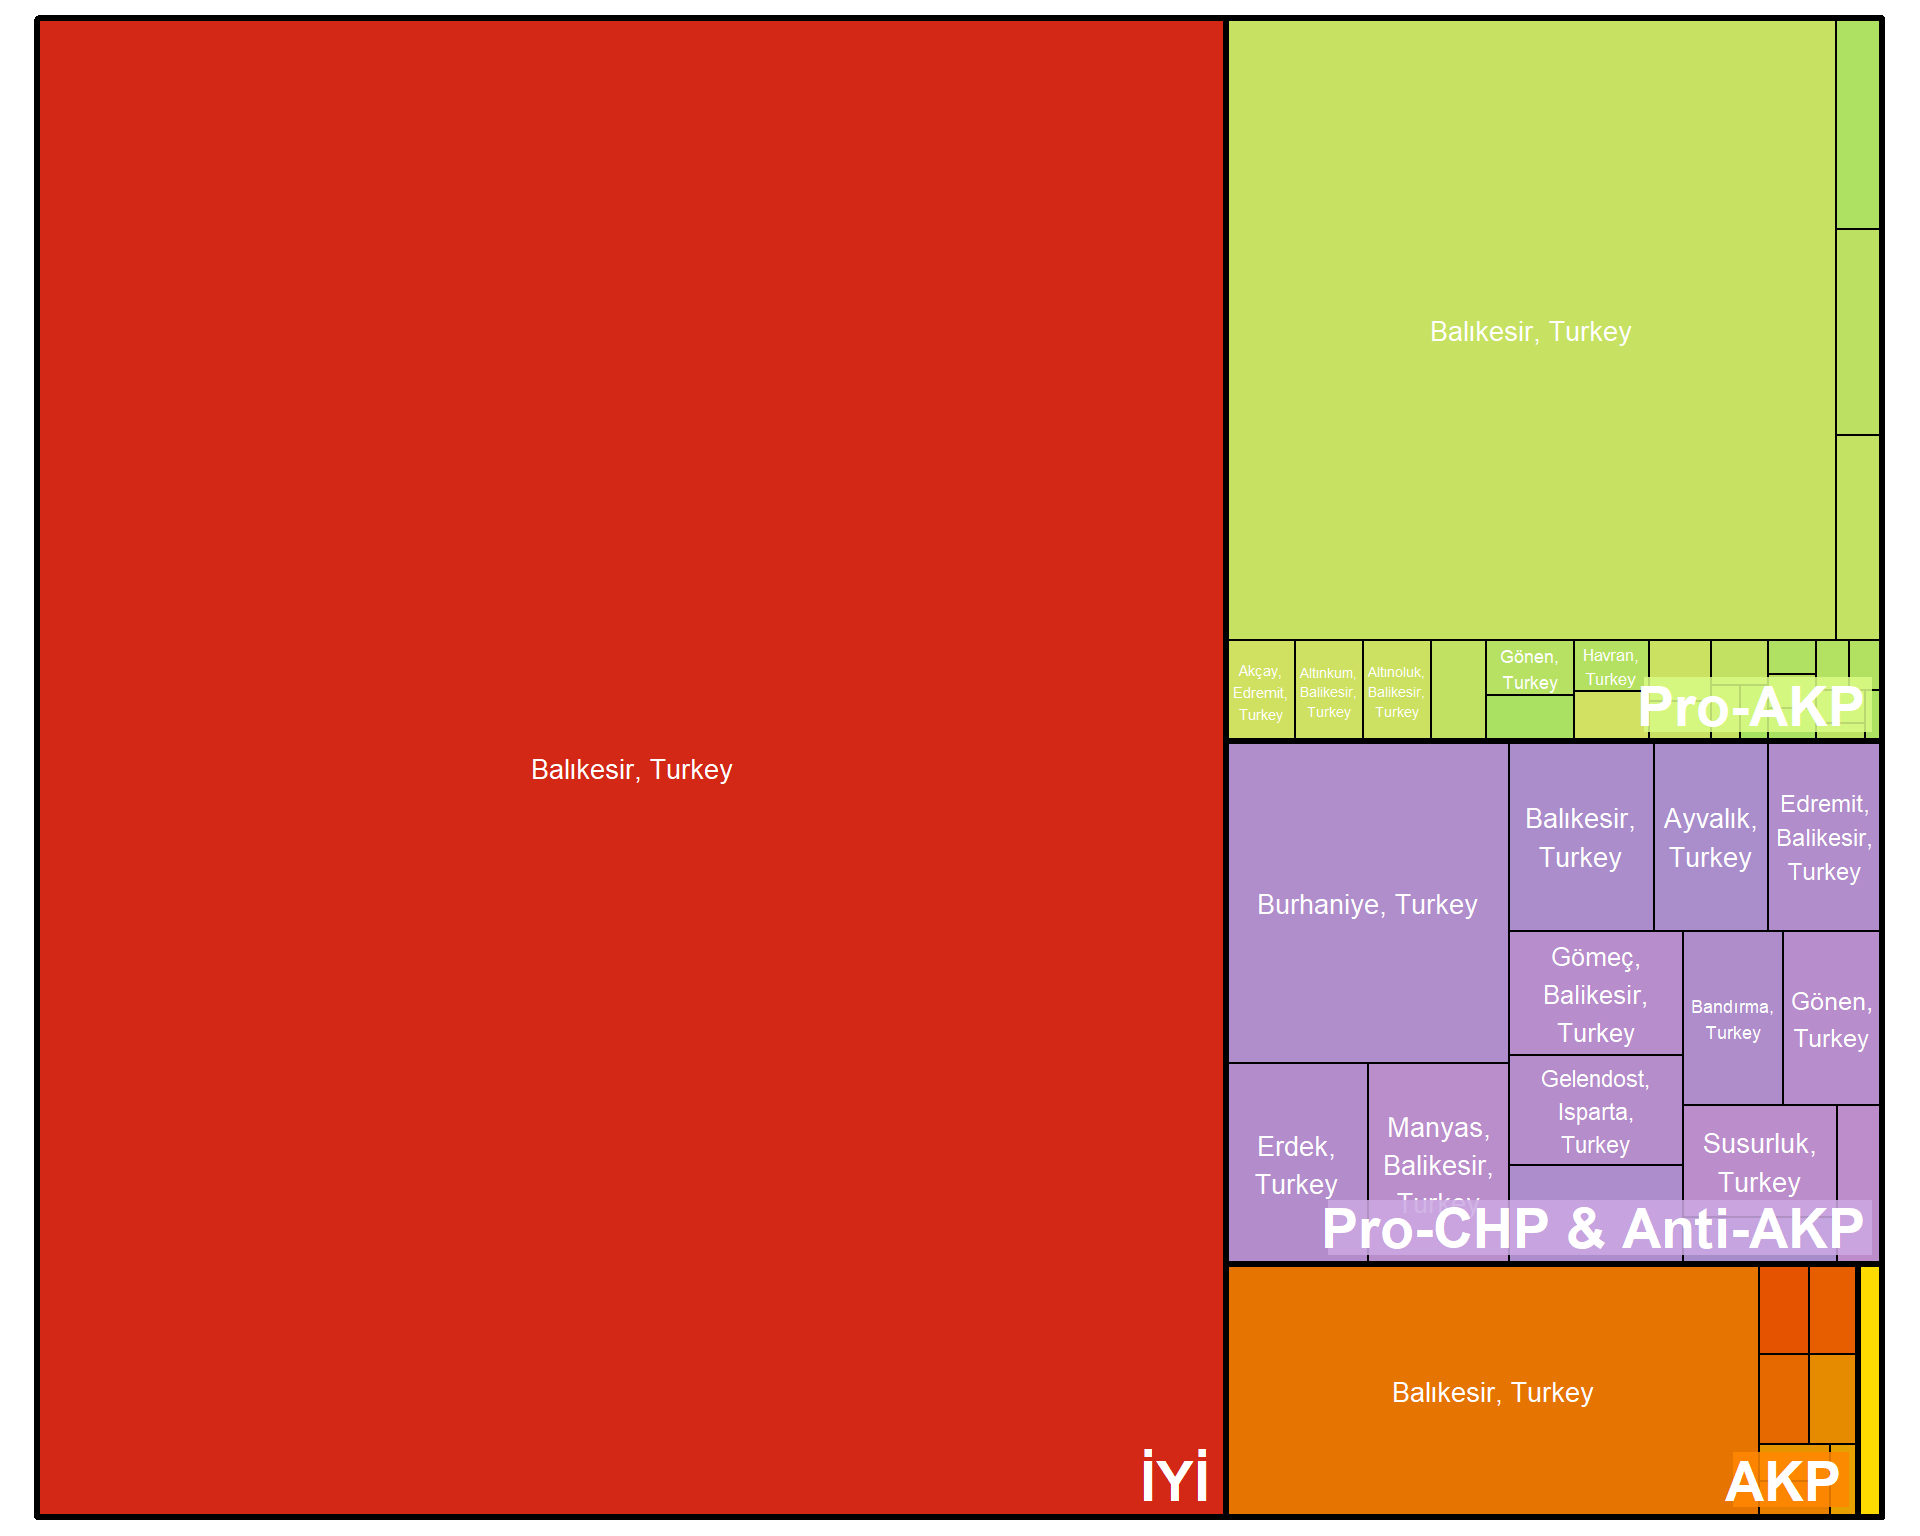 Balıkesir, Turkey
İYİ
Balıkesir, Turkey
Akçay,
Edremit,
Turkey
Altınkum,
Balikesir,
Turkey
Altınoluk,
Balikesir,
Turkey
Gönen,
Turkey
Havran,
Turkey
Pro-AKP
Burhaniye, Turkey
Balıkesir,
Turkey
Ayvalık,
Turkey
Edremit,
Balikesir,
Turkey
Gömeç,
Balikesir,
Turkey
Bandırma,
Turkey
Gönen,
Turkey
Erdek,
Turkey
Manyas,
Balikesir,
Turkey
Gelendost,
Isparta,
Turkey
Susurluk,
Turkey
Pro-CHP & Anti-AKP
Balıkesir, Turkey
AKP